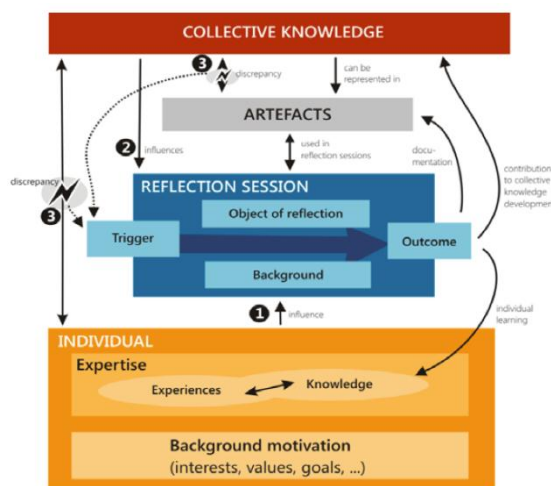 COLLECTIVE KNOWLEDGE
3
discrepancy
can be
represented in
ARTEFACTS
2
influences
used in
reflection sessions
docu-
mentation
contribution
to collective
knowledge
developmen
discrepancy
3
REFLECTION SESSION
Object of reflection
Trigger
Outcome
Background
1
influence
individual
learning
INDIVIDUAL
Expertise
Experiences
Knowledge
Background motivation
(interests, values, goals, ...)